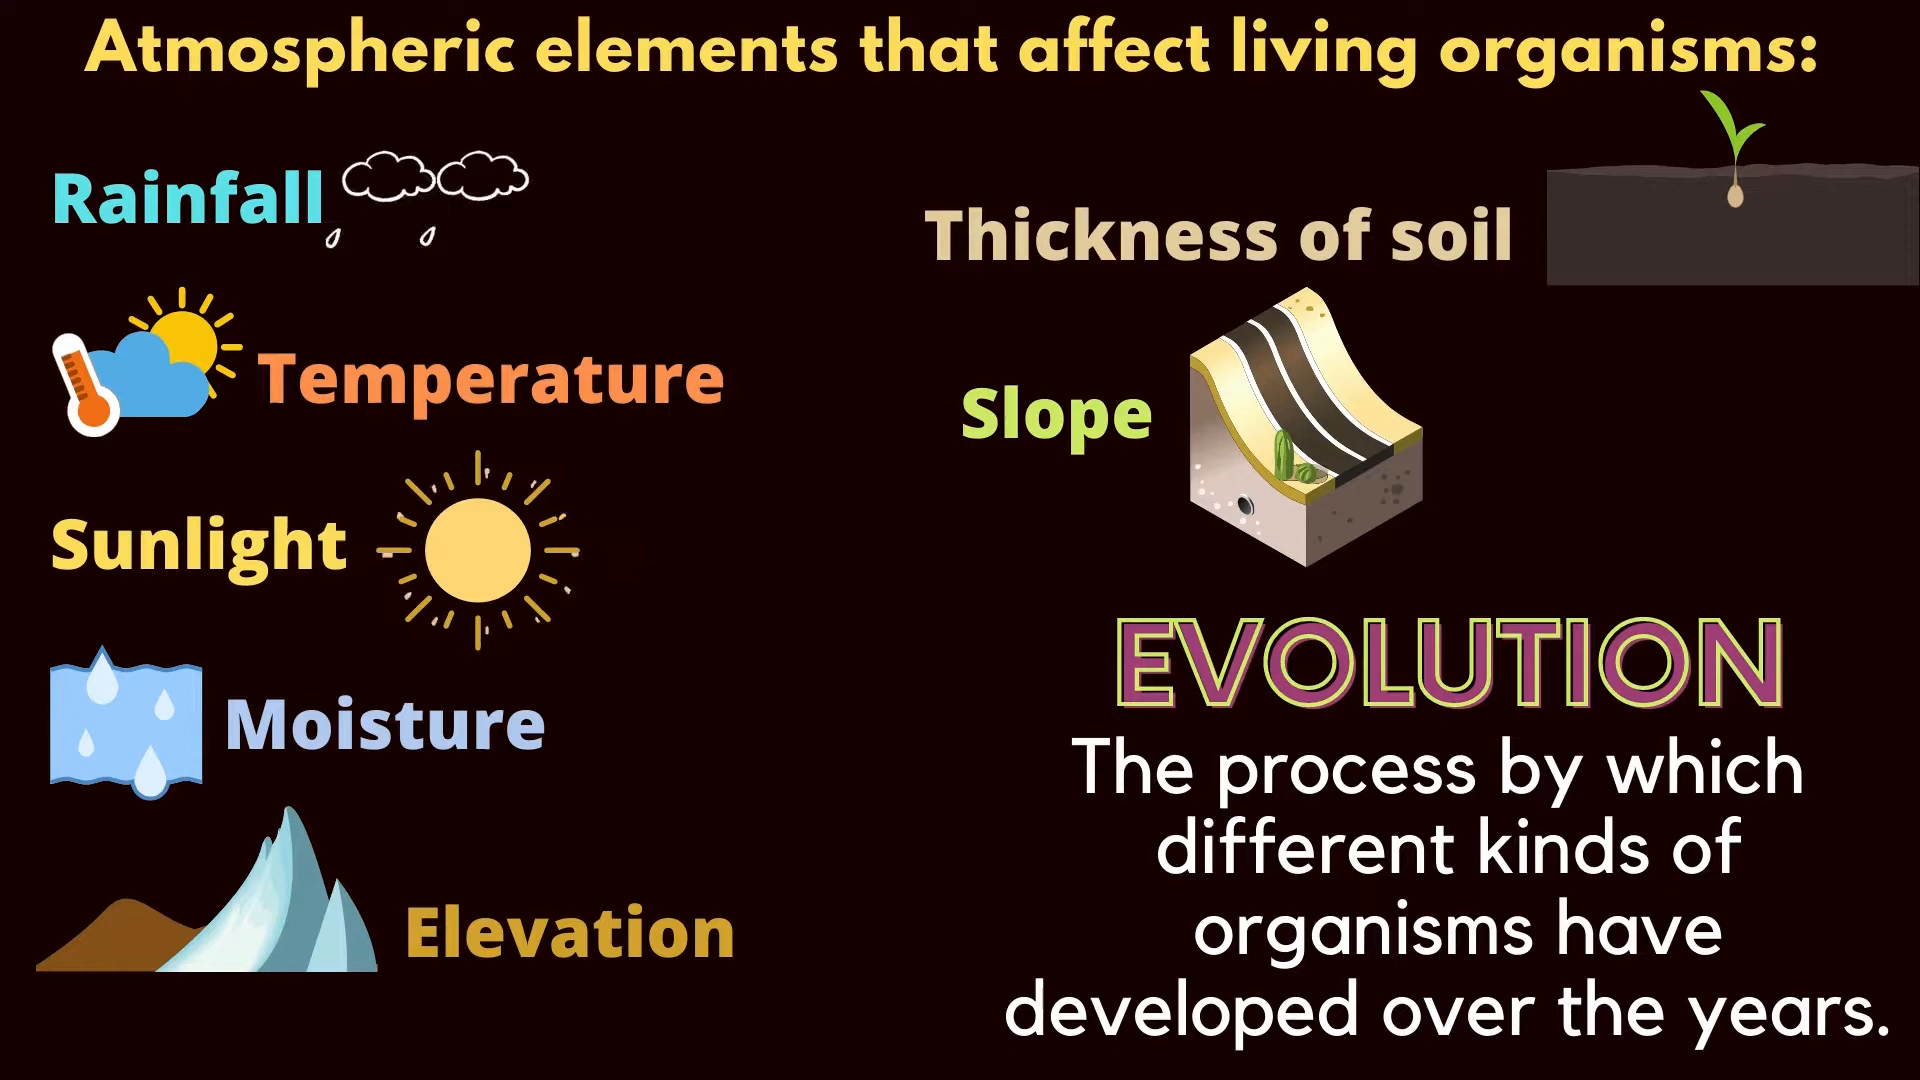 Atmospheric elements that affect living organisms:
Rainfall
Temperature
Sunlight
Moisture
Elevation
Thickness of soil
Slope
EVOLUTION
The process by which
different kinds of
organisms have
developed over the years.